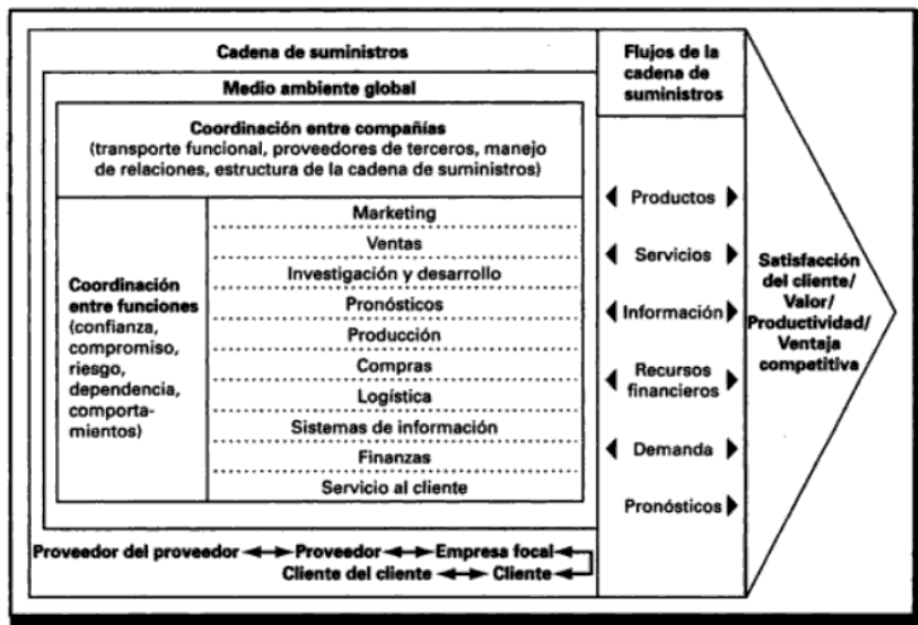 Cadena de suministros
Medio ambiente global
Coordinación entre compañías
(transporte funcional, proveedores de terceros, manejo
de relaciones, estructura de la cadena de suministros)
Coordinación
entre funciones
(confianza,
compromiso,
riesgo,
dependencia,
comporta-
mientos)
Marketing
Ventas
Investigación y desarrollo
Pronósticos
Producción
Compras
Logística
Sistemas de información
Finanzas
Servicio al cliente
Proveedor del proveedor
Proveedor
Empresa focal
Cliente del cliente
Cliente
Flujos de la
cadena de
suministros
Productos
Servicios
Información
Recursos
financieros
Demanda
Pronósticos
Satisfacción
del cliente/
Valor/
Productividad/
Ventaja
competitiva